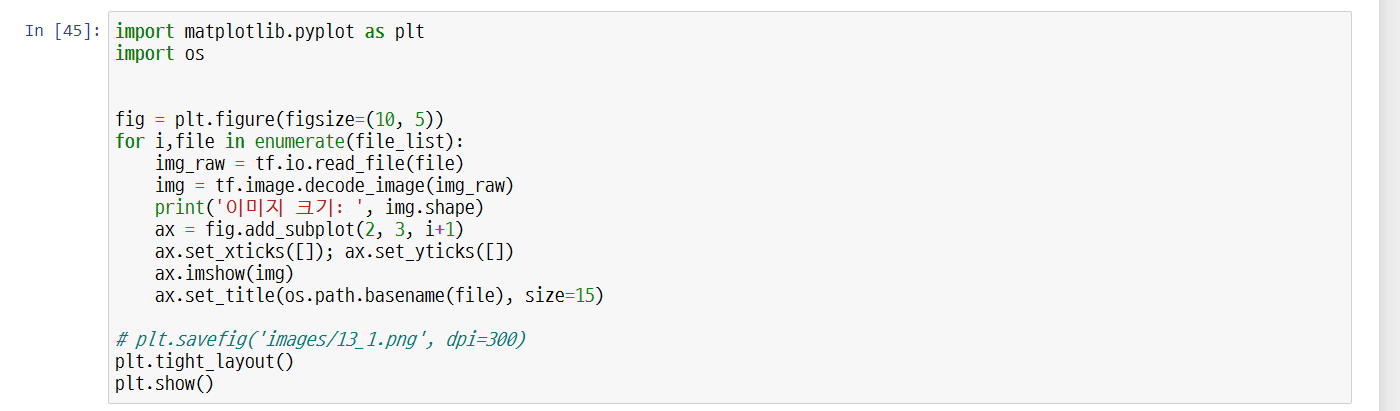 In [45]:
import matplotlib.pyplot as plt
import os
fig = plt.figure(figsize=(10, 5))
for i,file in enumerate(file_list):
    img_raw = tf.io.read_file(file)
    img = tf.image.decode_image(img_raw)
    print('이미지 크기: ', img.shape)
    ax = fig.add_subplot(2, 3, i+1)
    ax.set_xticks([]); ax.set_yticks([])
    ax.imshow(img)
    ax.set_title(os.path.basename(file), size=15)
# plt.savefig('images/13_1.png', dpi=300)
plt.tight_layout()
plt.show()